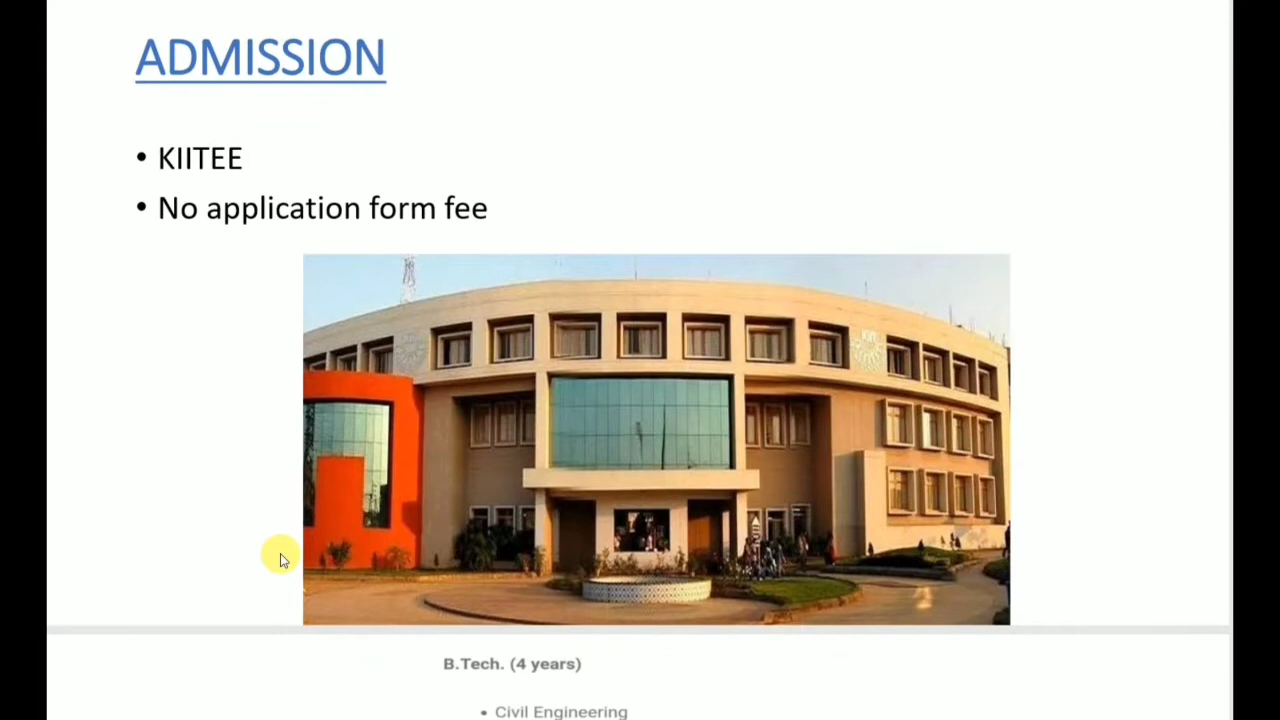 ADMISSION
• KIITEE
• No application form fee
B.Tech. (4 years)
• Civil Engineering